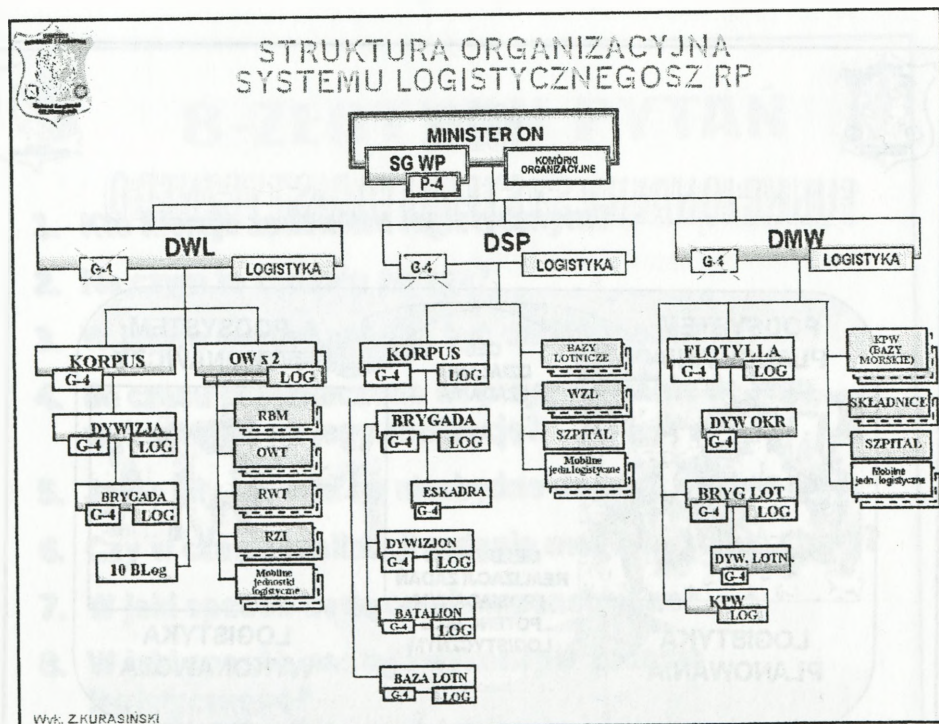 STRUKTURA ORGANIZACYJNA
SYSTEMU LOGISTYCZNEGOSZ RP
MINISTER ON
SG WP
P-4
KOMÓRKI
ORGANIZACYJNE
DWL
G-4
LOGISTYKA
DSP
G-4
LOGISTYKA
DMW
G-4
LOGISTYKA
KORPUS
G-4
LOG
DYWIZJA
G-4
LOG
BRYGADA
G-4
LOG
10 BLog
OW x 2
LOG
RBM
OWT
RWT
RZI
Mobilne
jednostki
logistyczne
KORPUS
G-4
LOG
BRYGADA
G-4
LOG
ESKADRA
G-4
DYWIZJON
G-4
LOG
BATALION
G-4
LOG
BAZA LOTN
G-4
LOG
BAZY
LOTNICZE
WZL
SZPITAL
Mobilne
jedn.logistyczne
FLOTYLLA
G-4
LOG
DYW OKR
G-4
BRYG LOT
G-4
LOG
DYW. LOTN
G-4
KPW
LOG.
KPW
(BAZY
MORSKIE)
SKŁADNICE
SZPITAL
Mobilne
jedn. logistyczne
Wyk. Z.KURASIŃSKI